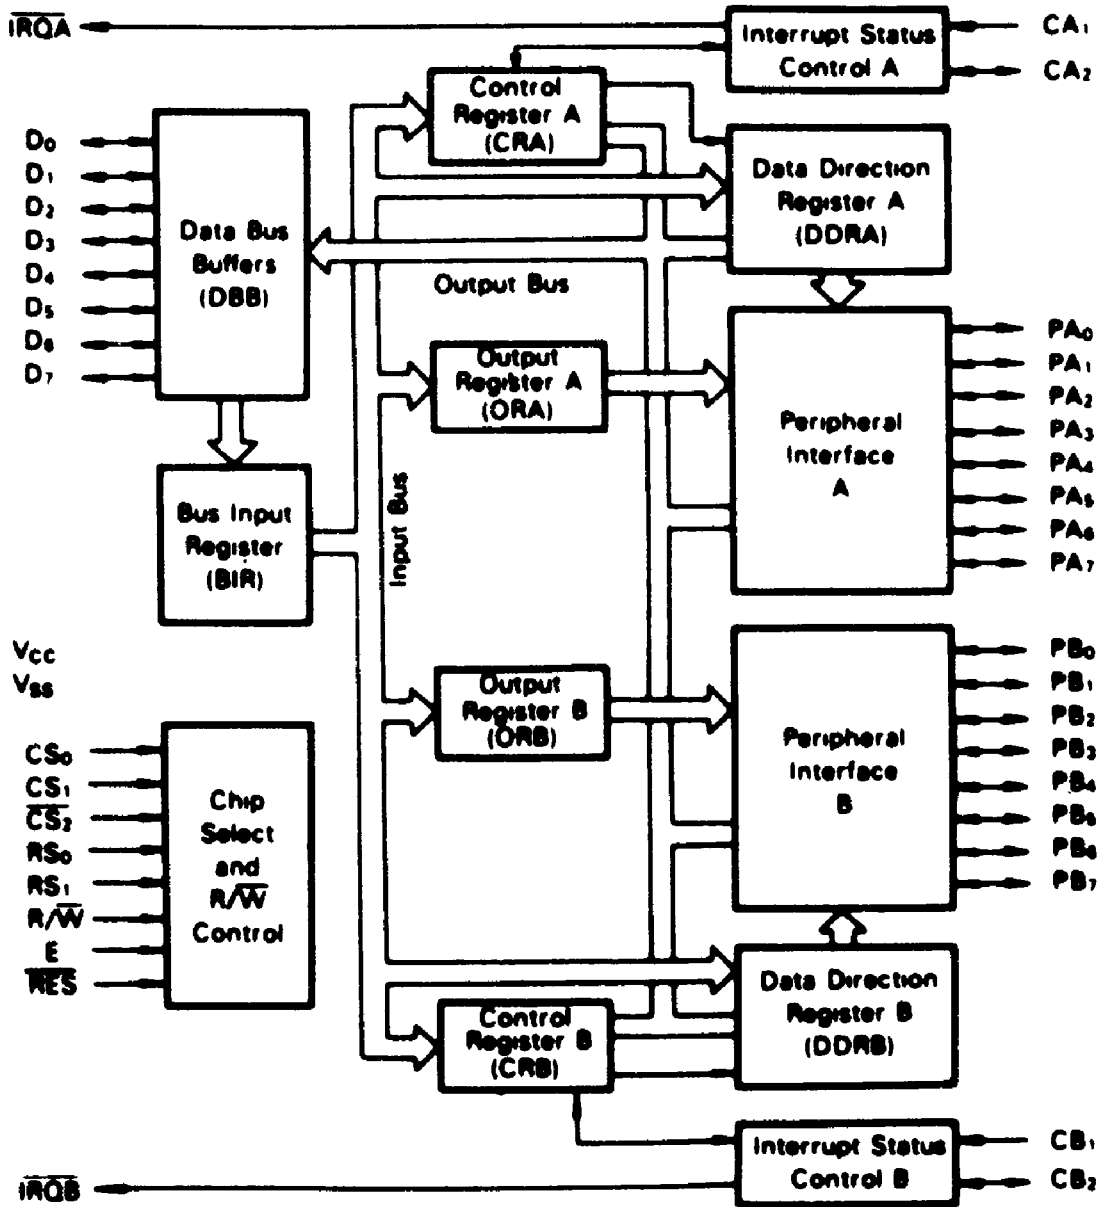 IRQA
Interrupt Status
Control A
CA1
CA2
Control
Register A
(CRA)
D0
D1
D2
D3
D4
D5
D6
D7
Data Bus
Buffers
(DBB)
Data Direction
Register A
(DDRA)
Output Bus
Output
Register A
(ORA)
Peripheral
Interface
A
PA0
PA1
PA2
PA3
PA4
PA5
PA6
PA7
Bus Input
Register
(BIR)
Input Bus
VCC
VSS
Output
Register B
(ORB)
Peripheral
Interface
B
PB0
PB1
PB2
PB3
PB4
PB5
PB6
PB7
CS0
CS1
CS2
RS0
RS1
R/W
E
RES
Chip
Select
and
R/W
Control
Data Direction
Register B
(DDRB)
Control
Register B
(CRB)
Interrupt Status
Control B
CB1
CB2
IRQB